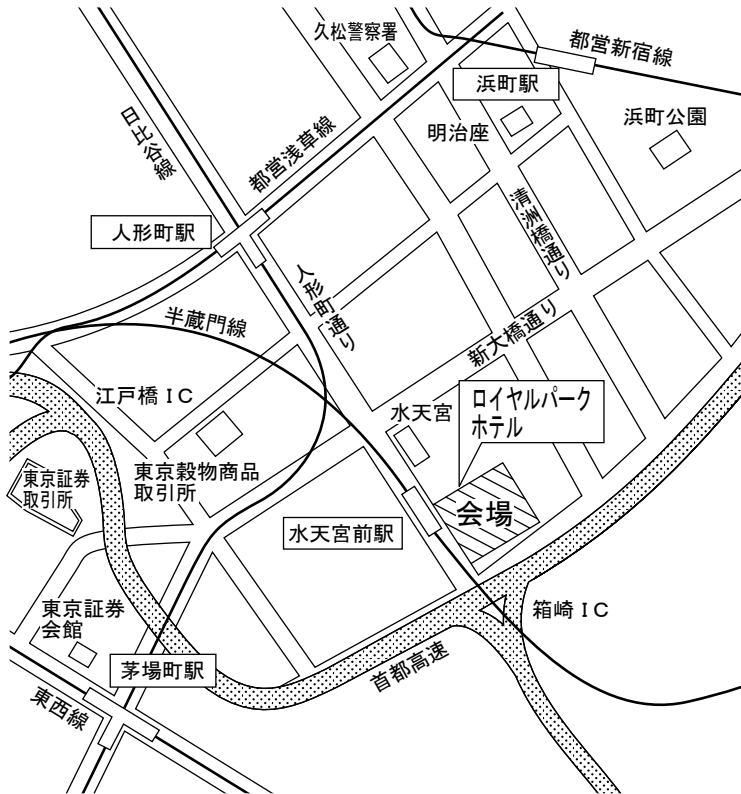 久松警察署
都営新宿線
浜町駅
浜町公園
明治座
日比谷線
都営浅草線
清洲橋通り
人形町駅
人形町通り
半蔵門線
新大橋通り
江戸橋IC
水天宮
ロイヤルパーク
ホテル
東京穀物商品
取引所
東京証券
取引所
会場
水天宮前駅
東京証券
会館
箱崎IC
茅場町駅
首都高速
東西線